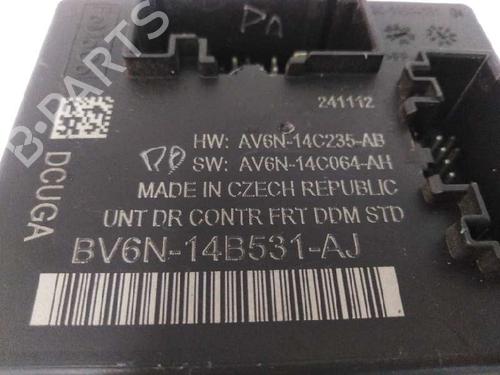 241112
HW: AV6N-14C235-AB
SW: AV6N-14C064-AH
MADE IN CZECH REPUBLIC
UNT DR CONTR FRT DDM STD
BV6N-14B531-AJ
DCUGA
B-PARTS